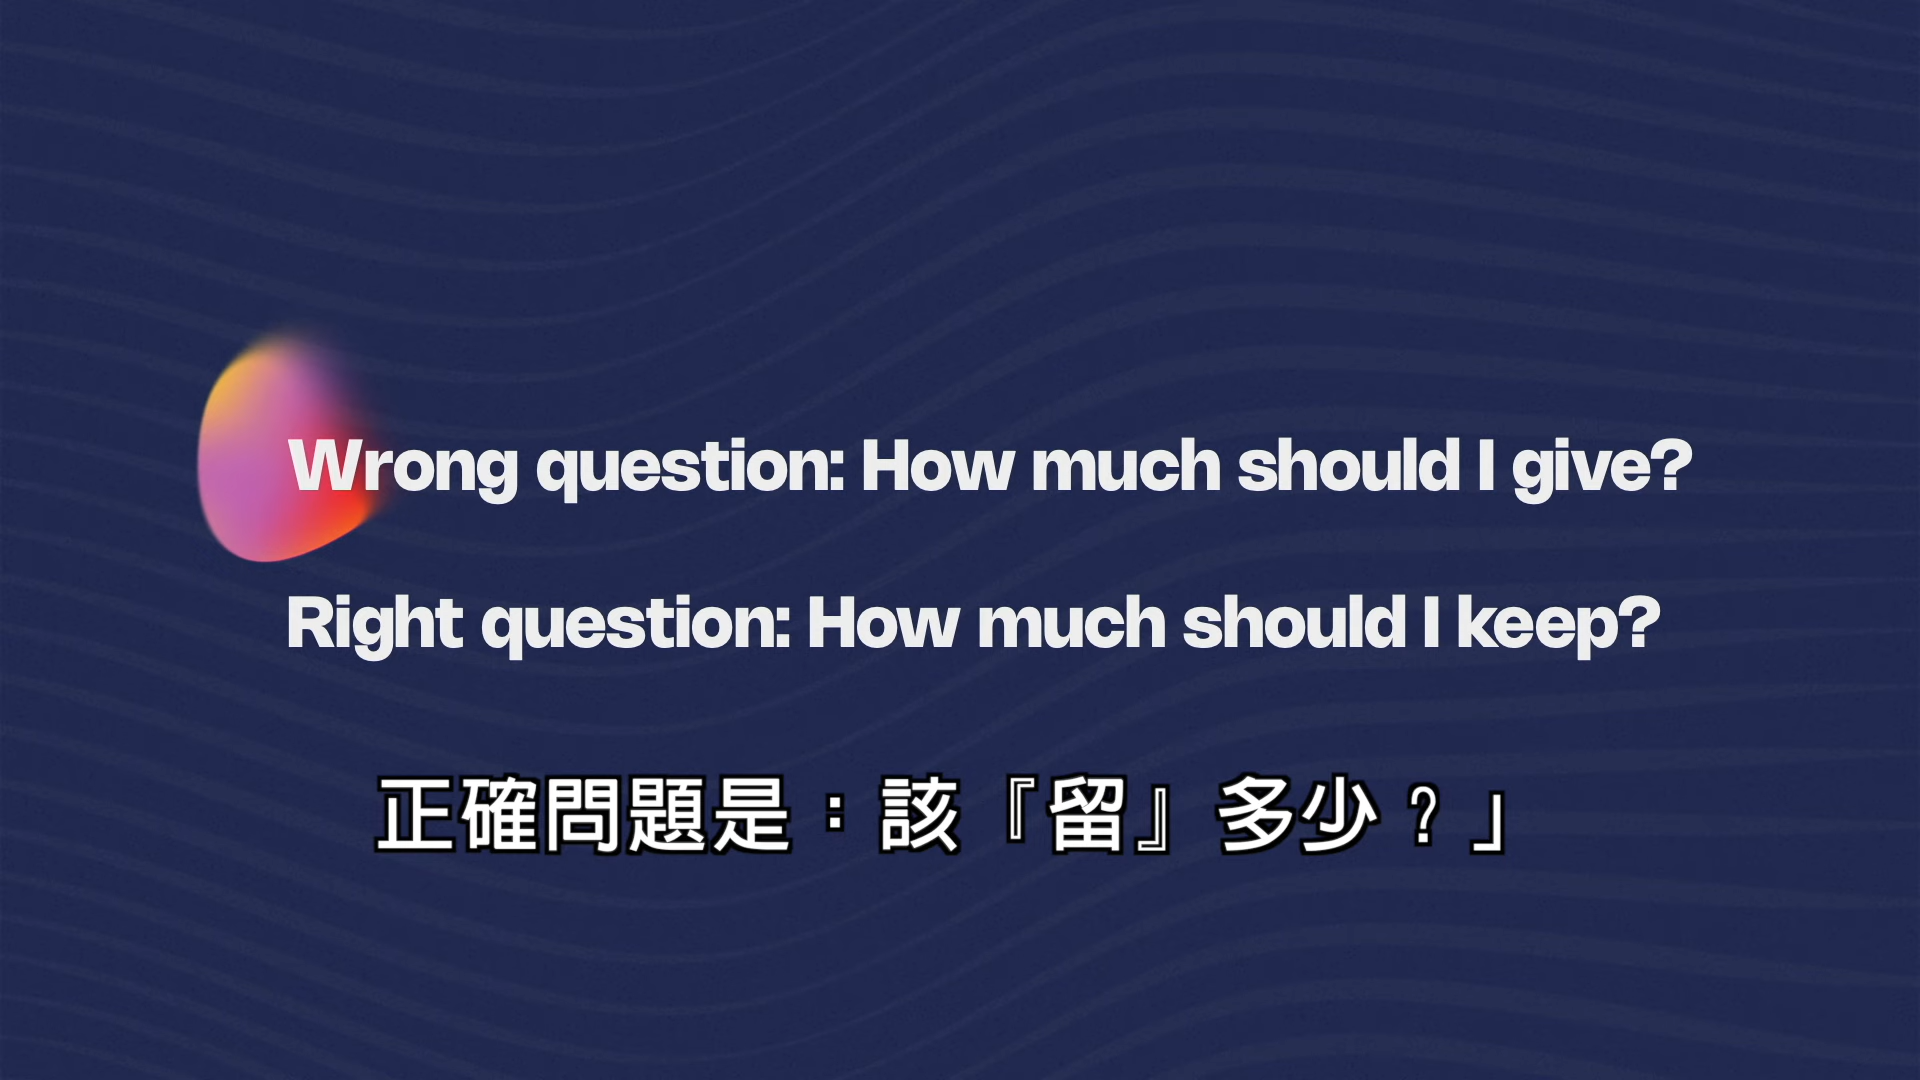 Wrong question: How much should I give?
Right question: How much should I keep?
正確問題是：該『留』多少？」